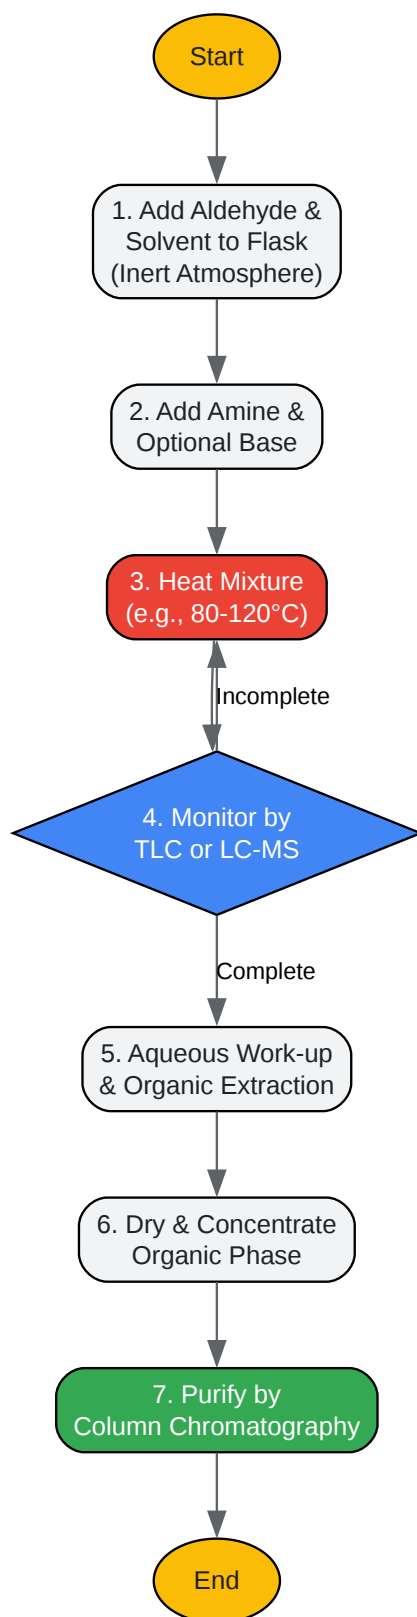 Start
1. Add Aldehyde &
Solvent to Flask
(Inert Atmosphere)
2. Add Amine &
Optional Base
3. Heat Mixture
(e.g., 80-120°C)
Incomplete
4. Monitor by
TLC or LC-MS
Complete
5. Aqueous Work-up
& Organic Extraction
6. Dry & Concentrate
Organic Phase
7. Purify by
Column Chromatography
End